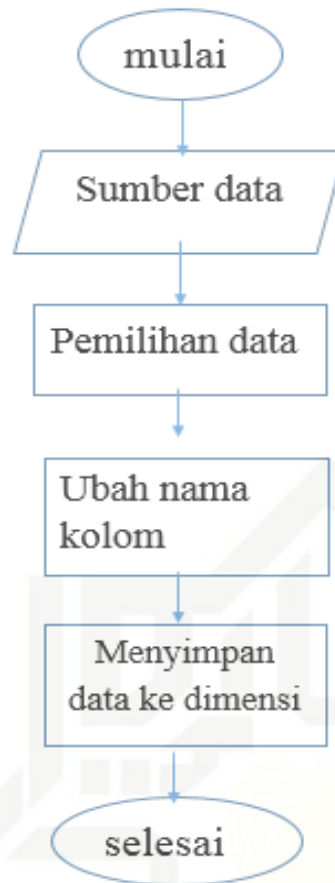 mulai
Sumber data
Pemilihan data
Ubah nama
kolom
Menyimpan
data ke dimensi
selesai